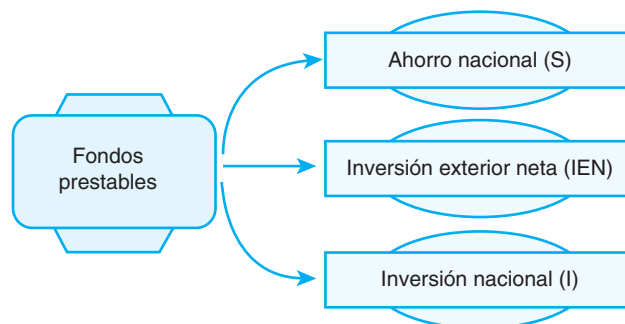 Fondos
prestables
Ahorro nacional (S)
Inversión exterior neta (IEN)
Inversión nacional (I)